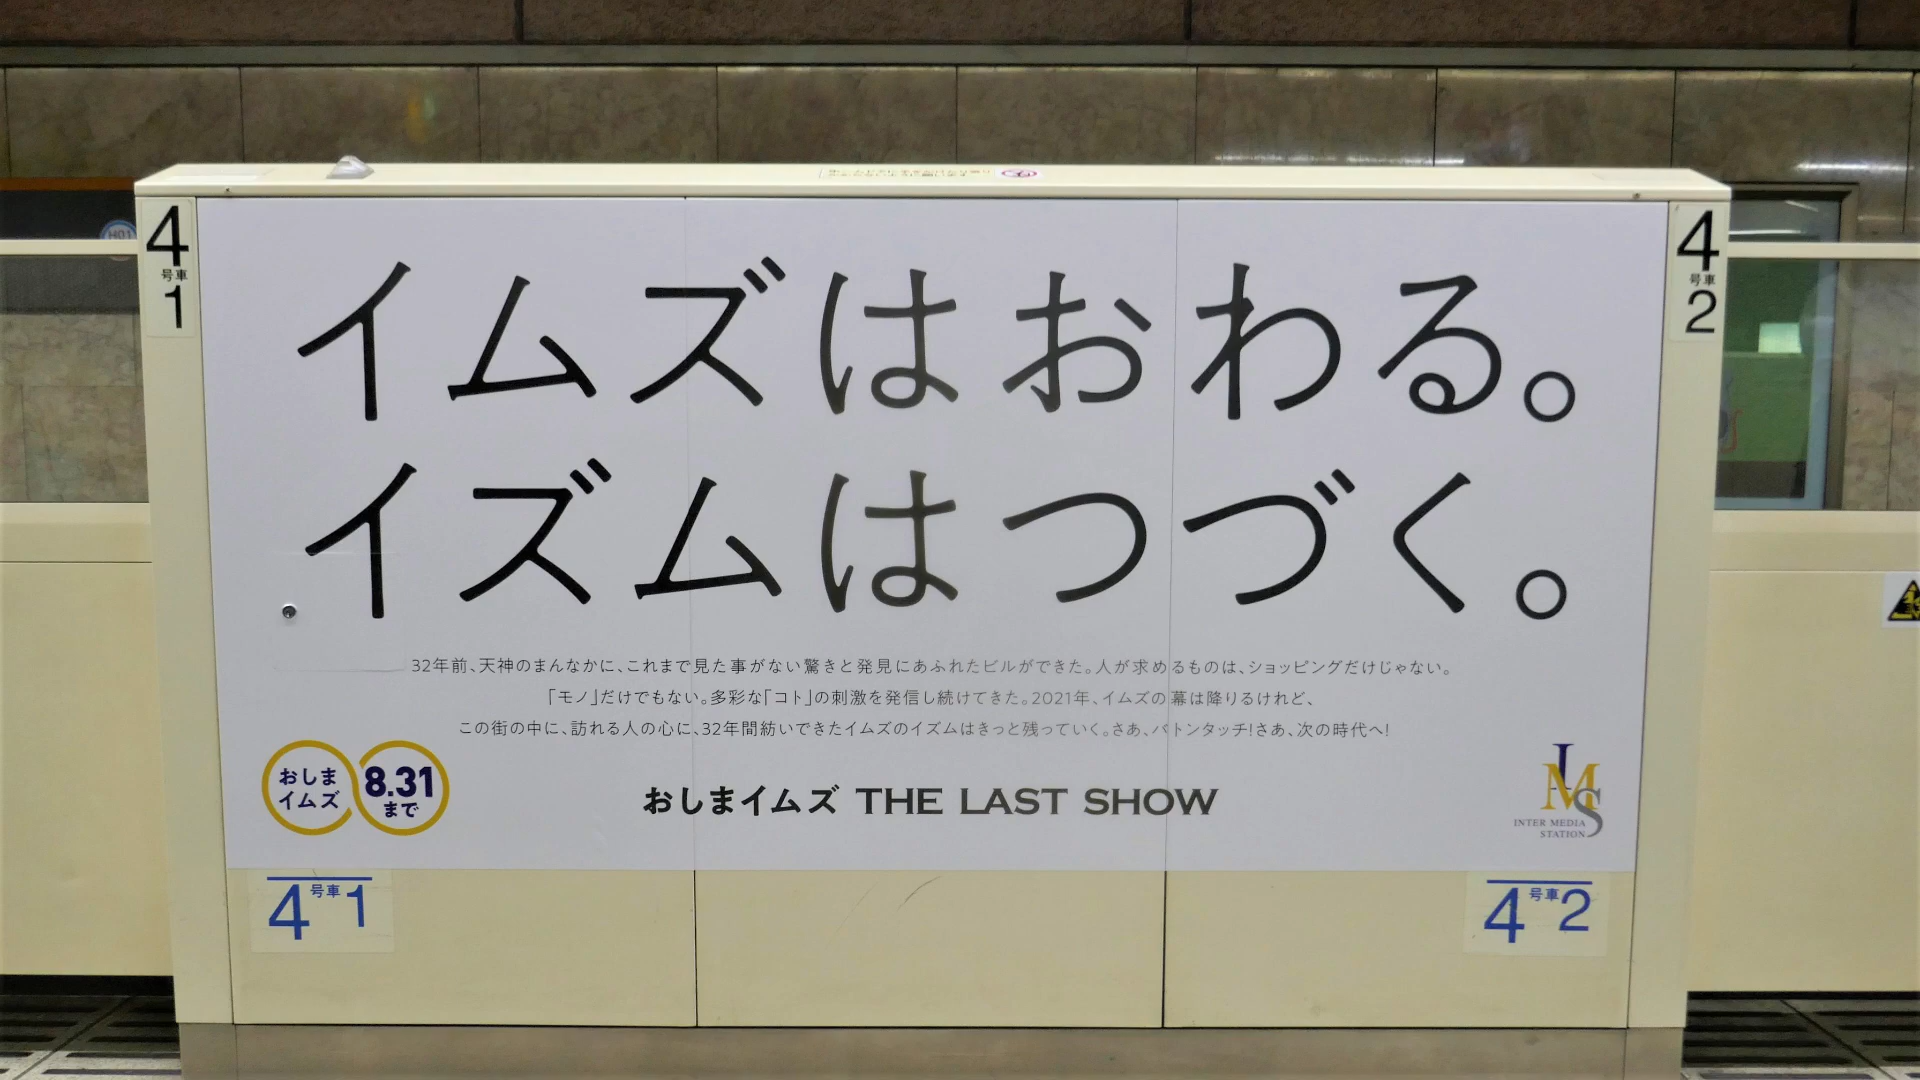 4
号車
1
4
号車
2
イムズはおわる。
イズムはつづく。
32年前、天神のまんなかに、これまで見た事がない驚きと発見にあふれたビルができた。人が求めるものは、ショッピングだけじゃない。
「モノ」だけでもない。多彩な「コト」の刺激を発信し続けてきた。2021年、イムズの幕は降りるけれど、
この街の中に、訪れる人の心に、32年間紡いできたイムズのイズムはきっと残っていく。さあ、バトンタッチ!さあ、次の時代へ!
おしま
イムズ
8.31
まで
おしまイムズ THE LAST SHOW
IMS
INTER MEDIA
STATION
4号車1
4号車2
H01